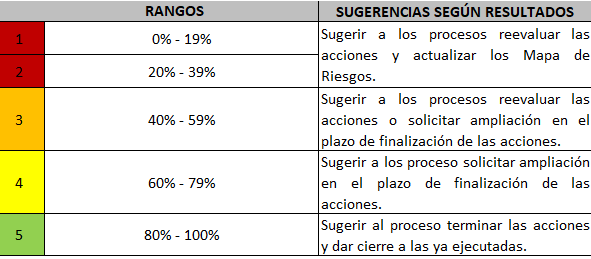 RANGOS SUGERENCIAS SEGÚN RESULTADOS
1 0% - 19%
2 20% - 39%
Sugerir a los procesos reevaluar las
acciones y actualizar los Mapa de
Riesgos.
3 40% - 59%
Sugerir a los procesos reevaluar las
acciones o solicitar ampliación en el
plazo de finalización de las acciones.
4 60% - 79%
Sugerir a los proceso solicitar ampliación
en el plazo de finalización de las
acciones.
5 80% - 100%
Sugerir al proceso terminar las acciones
y dar cierre a las ya ejecutadas.